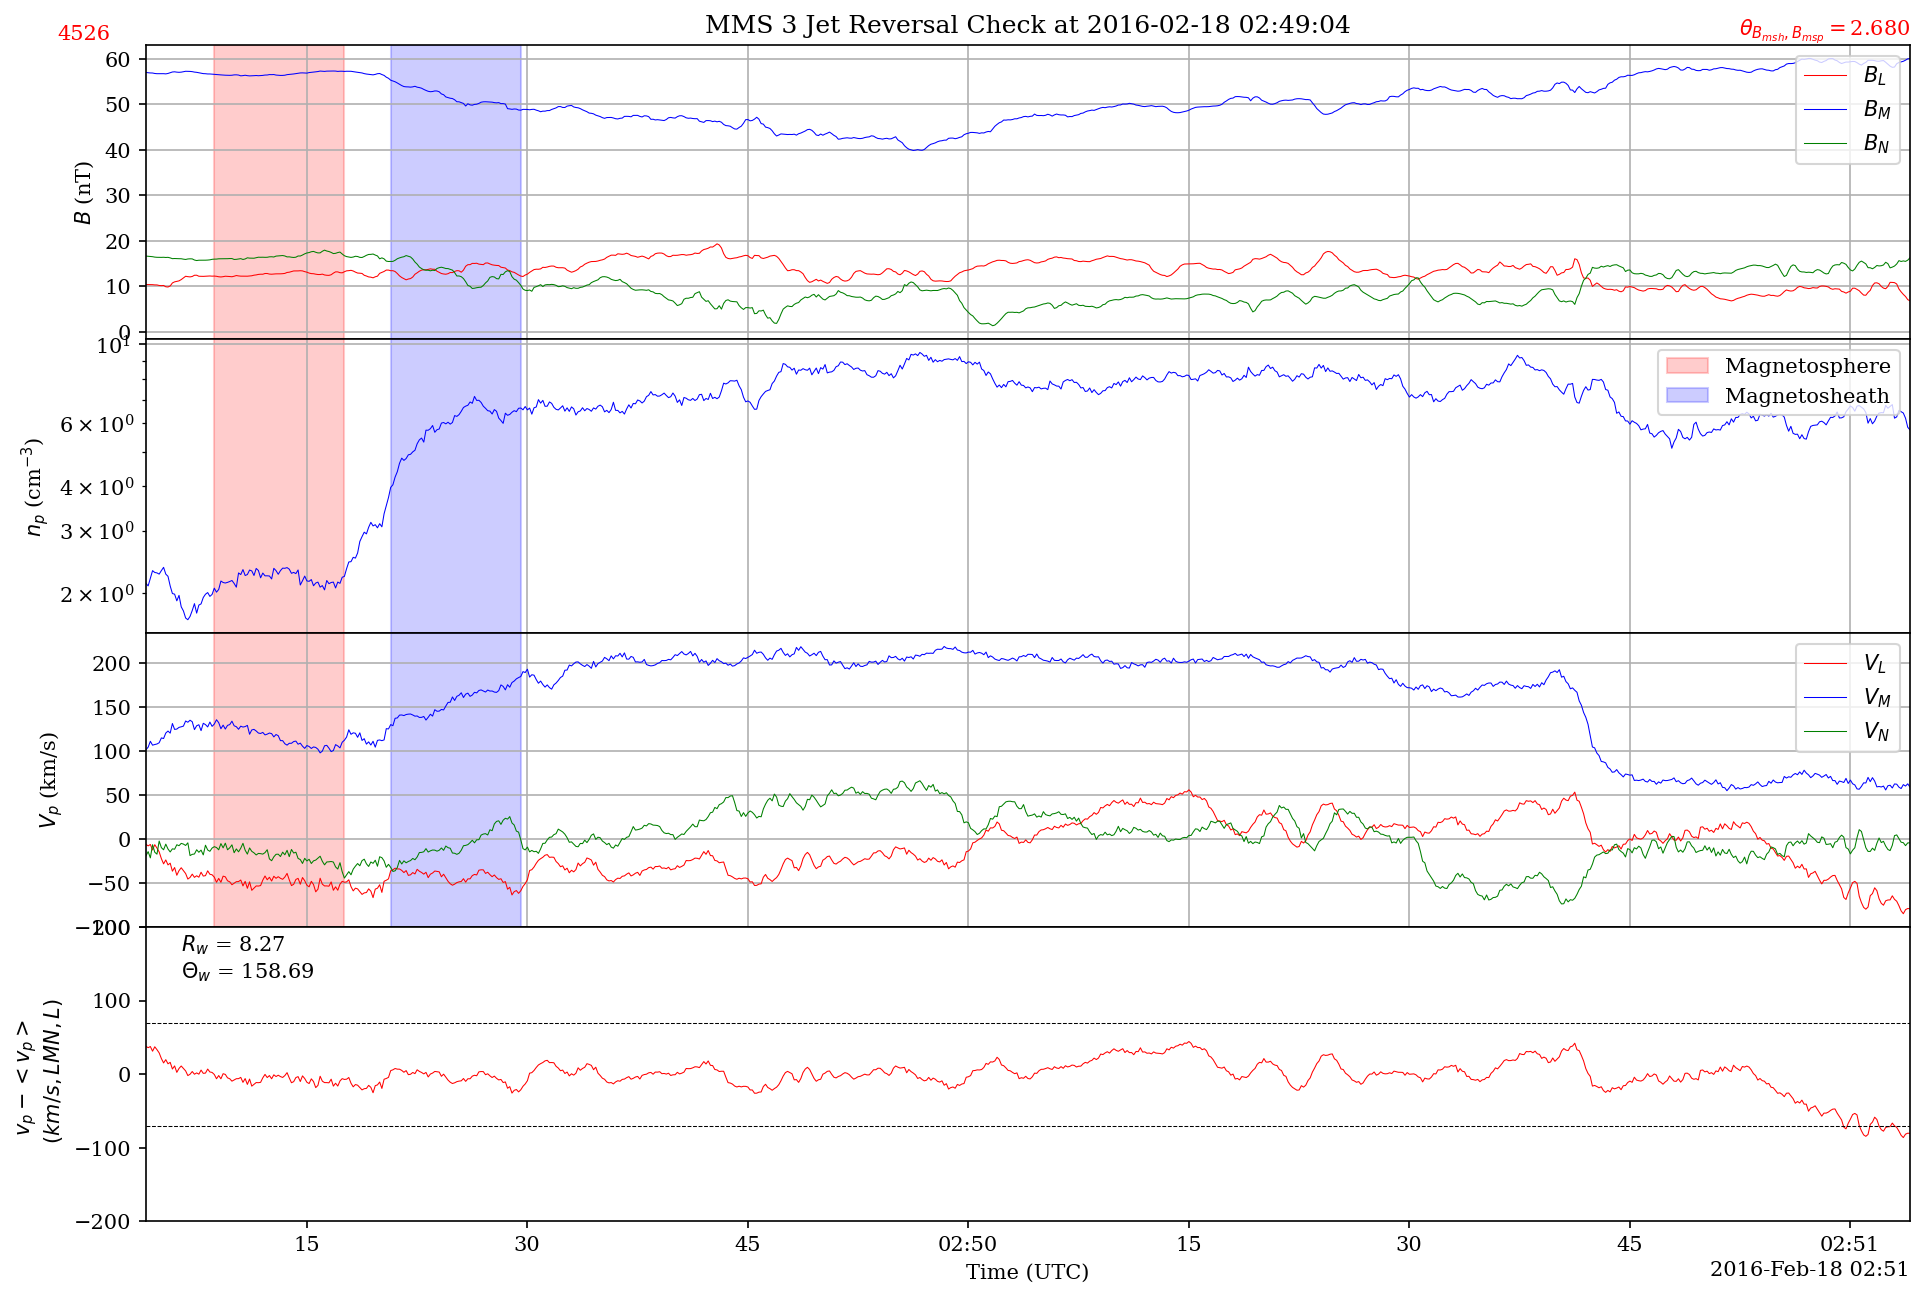 MMS 3 Jet Reversal Check at 2016-02-18 02:49:04
4526
θ_{B_{msh}, B_{msp}} = 2.680
60
50
40
30
20
10
0
B (nT)
B_L
B_M
B_N
10^1
6 × 10^0
4 × 10^0
3 × 10^0
2 × 10^0
n_p (cm^{-3})
Magnetosphere
Magnetosheath
200
150
100
50
0
−50
−100
V_p (km/s)
V_L
V_M
V_N
200
100
0
−100
−200
v_p − < v_p >
(km/s, LMN, L)
R_w = 8.27
Θ_w = 158.69
15
30
45
02:50
15
30
45
02:51
Time (UTC)
2016-Feb-18 02:51